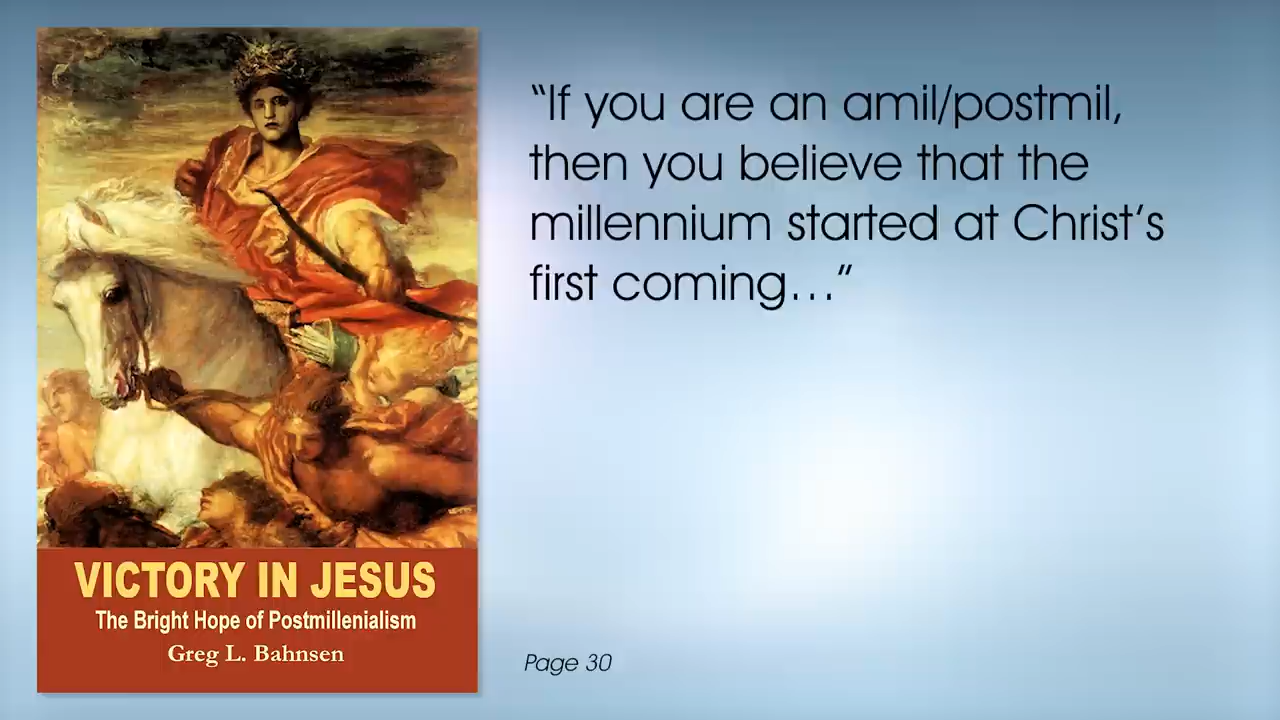 “If you are an amil/postmil,
then you believe that the
millennium started at Christ’s
first coming…”
VICTORY IN JESUS
The Bright Hope of Postmillenialism
Greg L. Bahnsen
Page 30